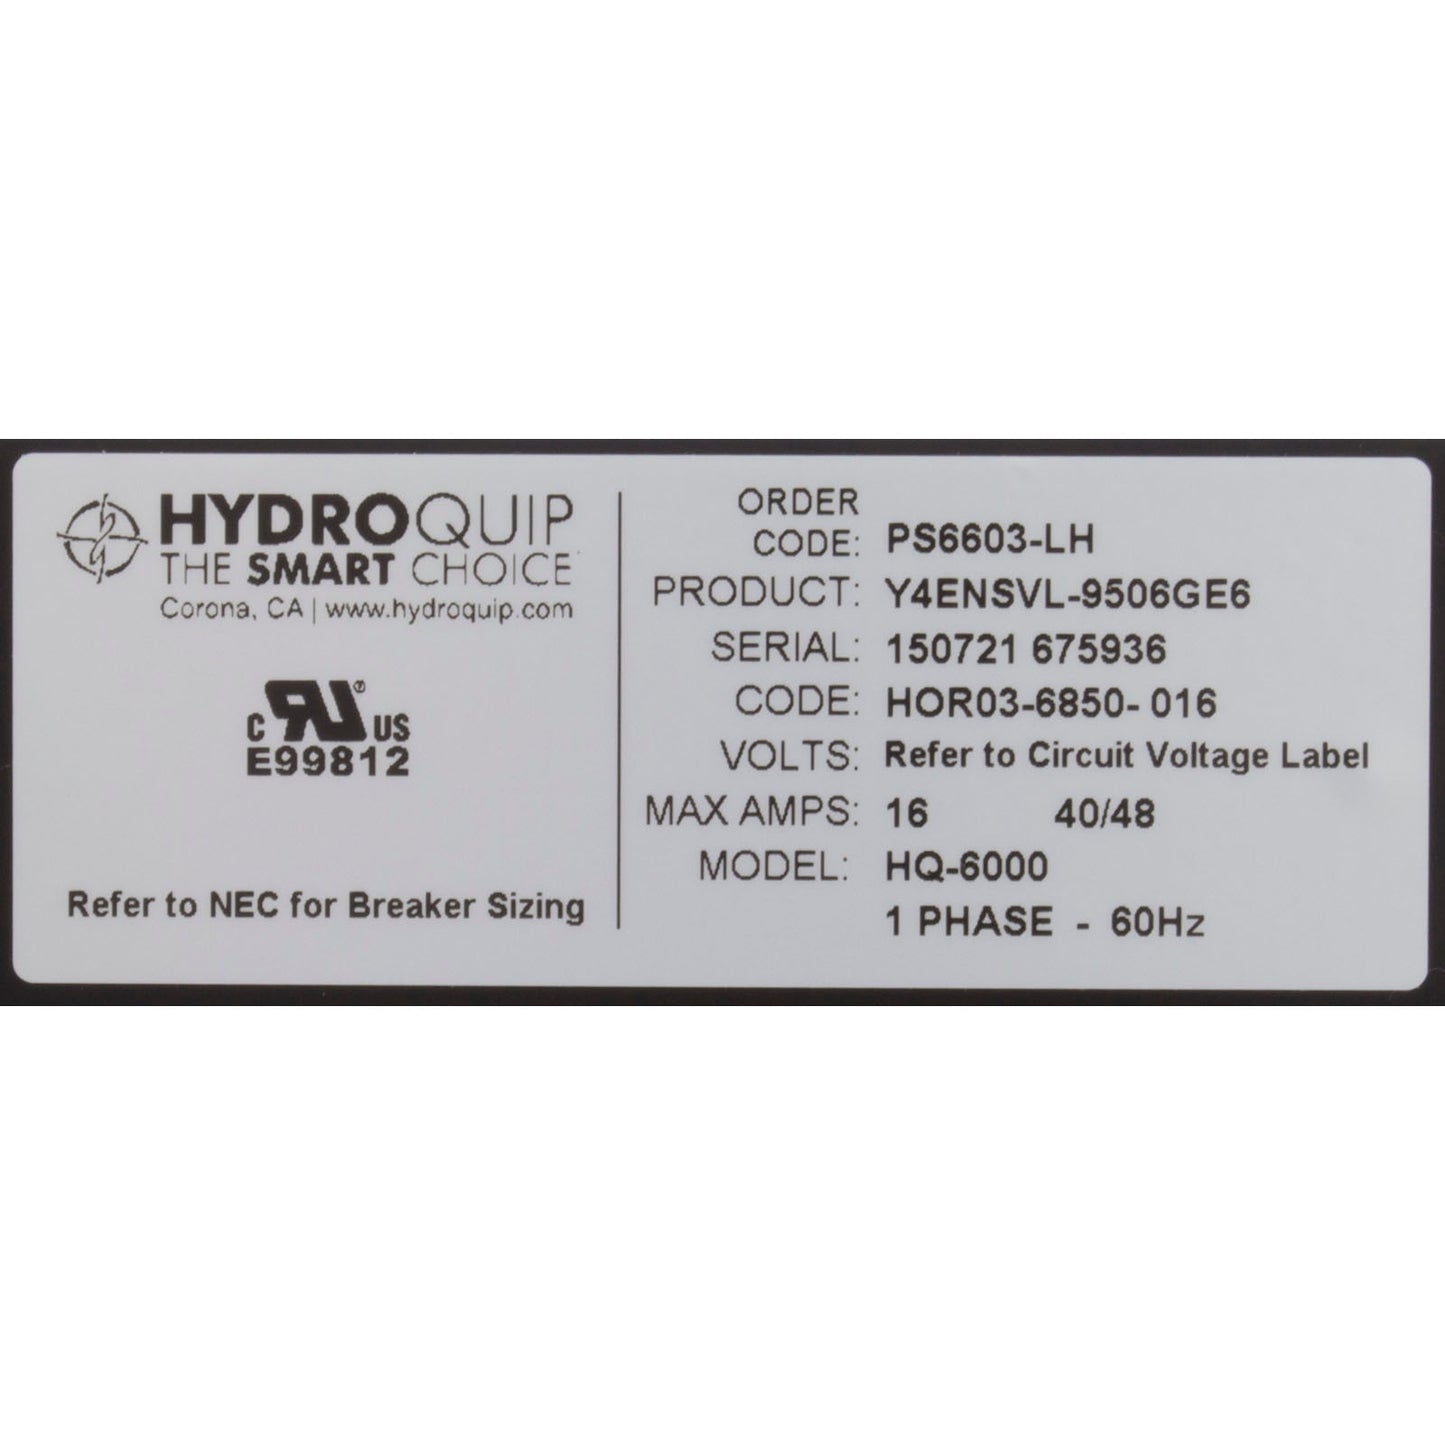 HYDROQUIP
THE SMART CHOICE
Corona, CA | www.hydroquip.com
c RU® US
E99812
Refer to NEC for Breaker Sizing
ORDER
CODE: PS6603-LH
PRODUCT: Y4ENSVL-9506GE6
SERIAL: 150721 675936
CODE: HOR03-6850- 016
VOLTS: Refer to Circuit Voltage Label
MAX AMPS: 16 40/48
MODEL: HQ-6000
1 PHASE - 60Hz